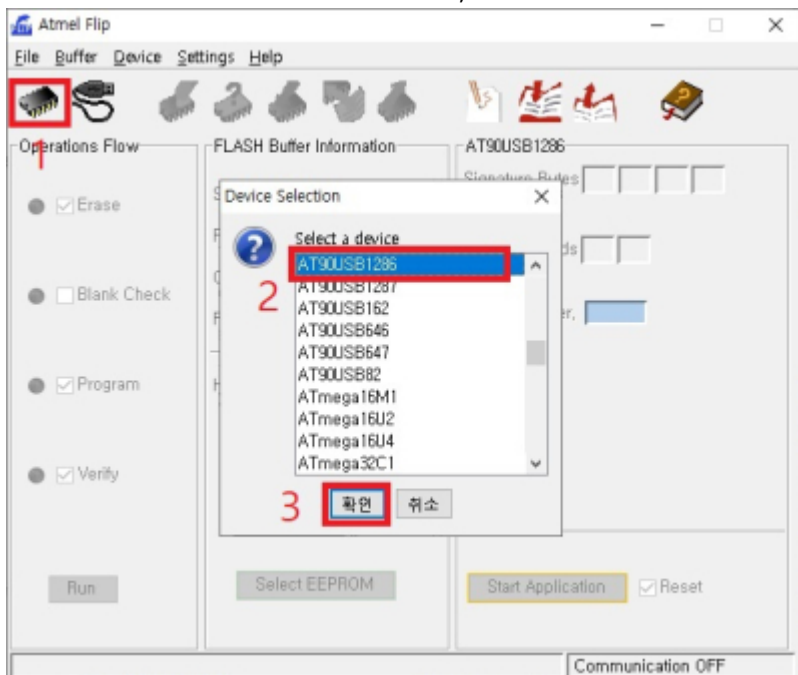 Atmel Flip
File Buffer Device Settings Help
1
Operations Flow
FLASH Buffer Information
AT90USB1286
Signature Bytes
Erase
Blank Check
Program
Verify
Run
Device Selection
Select a device
2
AT90USB1286
AT90USB1287
AT90USB162
AT90USB646
AT90USB647
AT90USB82
ATmega16M1
ATmega16U2
ATmega16U4
ATmega32C1
3
확인
취소
Select EEPROM
Start Application
Reset
Communication OFF